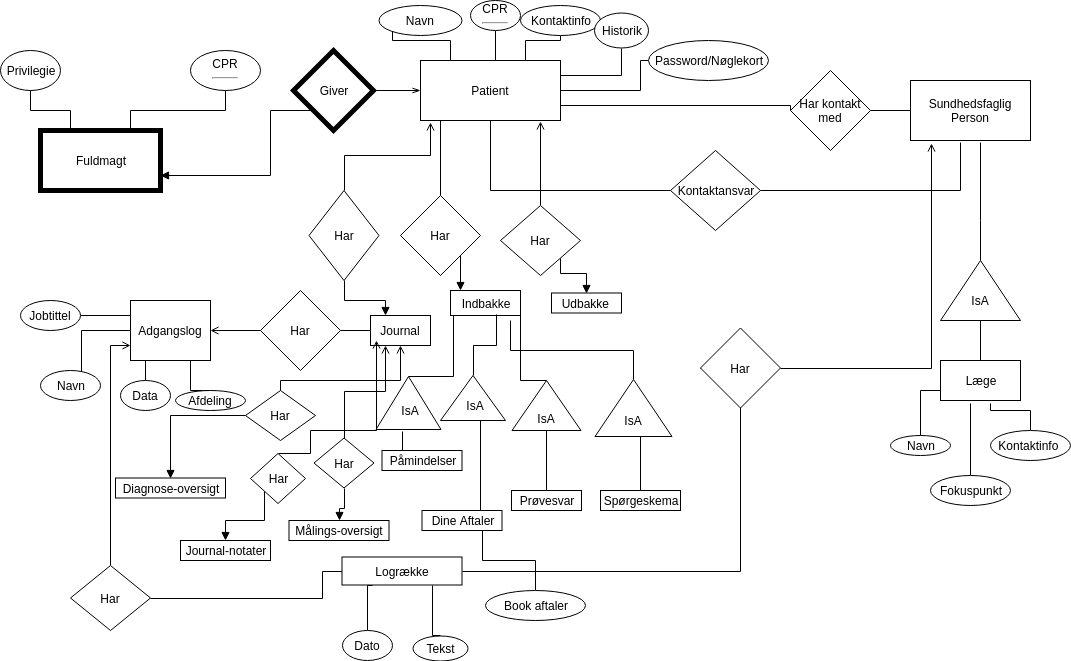 CPR
Navn
Kontaktinfo
Historik
Password/Nøglekort
Privilegie
CPR
Giver
Patient
Har kontakt
med
Sundhedsfaglig
Person
Fuldmagt
Kontaktansvar
Har
Har
Har
IsA
Indbakke
Udbakke
Jobtittel
Adgangslog
Har
Journal
Har
Læge
Navn
Data
Afdeling
Har
IsA
IsA
IsA
IsA
Navn
Kontaktinfo
Påmindelser
Har
Har
Diagnose-oversigt
Fokuspunkt
Prøvesvar
Spørgeskema
Dine Aftaler
Målings-oversigt
Journal-notater
Logrække
Har
Book aftaler
Dato
Tekst